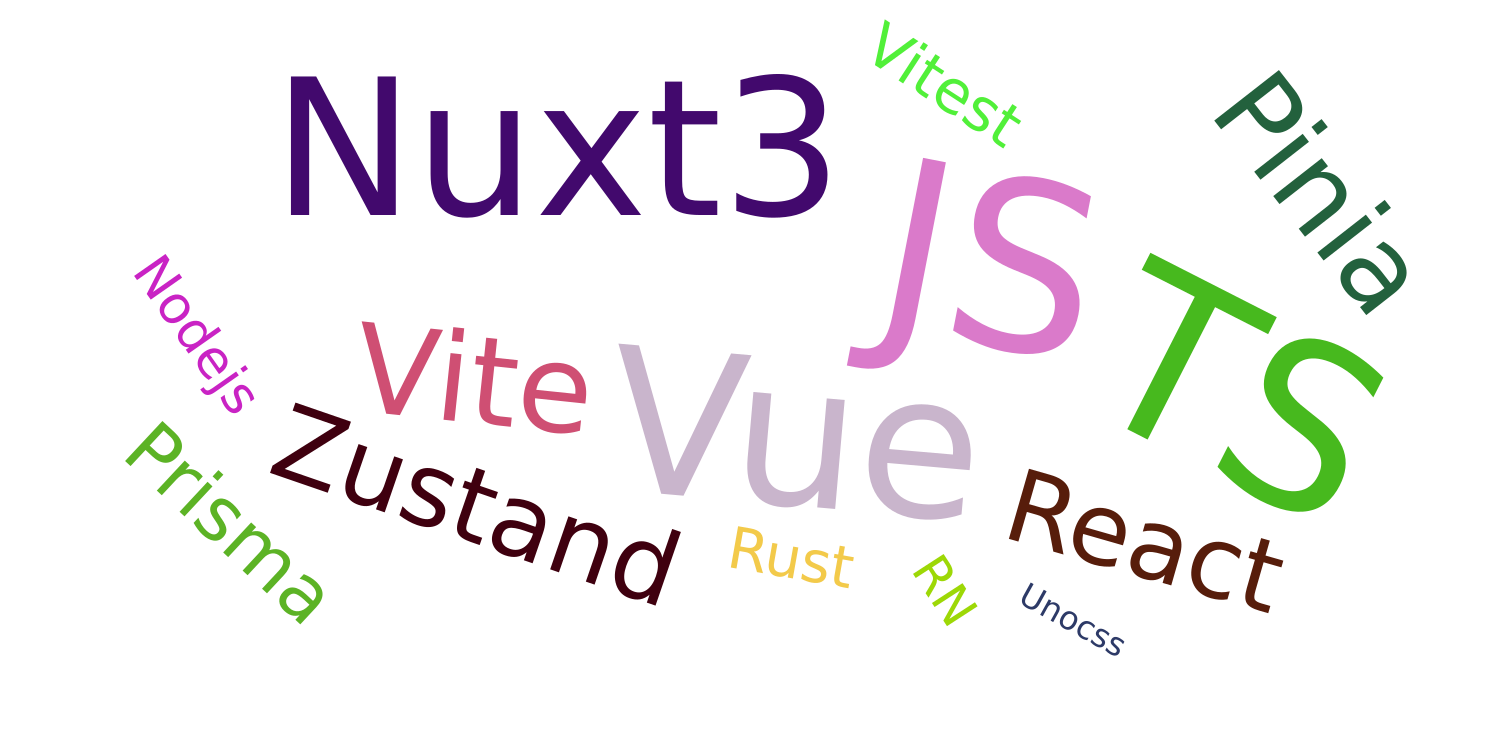 Vitest
Nuxt3
Pinia
JS
TS
Nodejs
Vite
Vue
Zustand
Prisma
React
Rust
RN
Unocss